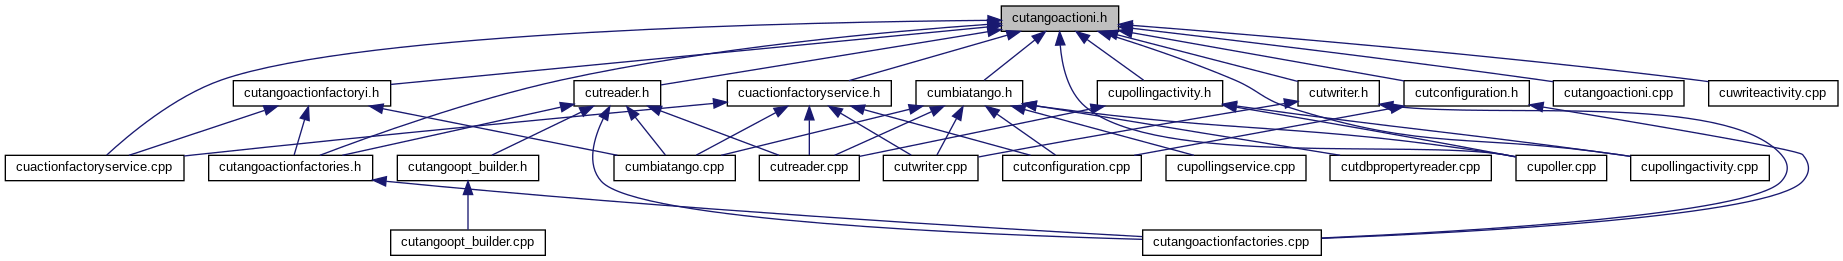 cutangoactioni.h
cutangoactionfactoryi.h
cutreader.h
cuactionfactoryservice.h
cumbiatango.h
cupollingactivity.h
cutwriter.h
cutconfiguration.h
cutangoactioni.cpp
cuwriteactivity.cpp
cuactionfactoryservice.cpp
cutangoactionfactories.h
cutangoopt_builder.h
cumbiatango.cpp
cutreader.cpp
cutwriter.cpp
cutconfiguration.cpp
cupollingservice.cpp
cutdbpropertyreader.cpp
cupoller.cpp
cupollingactivity.cpp
cutangoopt_builder.cpp
cutangoactionfactories.cpp